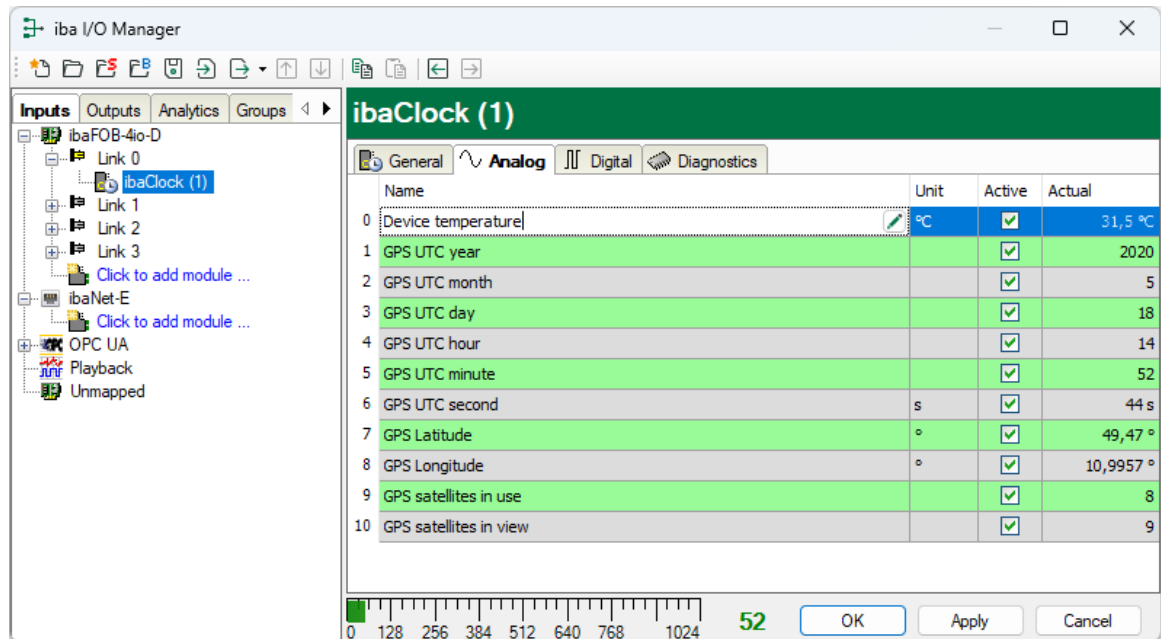 iba I/O Manager
Inputs Outputs Analytics Groups
ibaFOB-4io-D
Link 0
ibaClock (1)
Link 1
Link 2
Link 3
Click to add module ...
ibaNet-E
Click to add module ...
OPC UA
Playback
Unmapped
ibaClock (1)
General Analog Digital Diagnostics
Name Unit Active Actual
0 Device temperature °C 31,5 °C
1 GPS UTC year 2020
2 GPS UTC month 5
3 GPS UTC day 18
4 GPS UTC hour 14
5 GPS UTC minute 52
6 GPS UTC second s 44 s
7 GPS Latitude ° 49,47 °
8 GPS Longitude ° 10,9957 °
9 GPS satellites in use 8
10 GPS satellites in view 9
0 128 256 384 512 640 768 1024 52 OK Apply Cancel